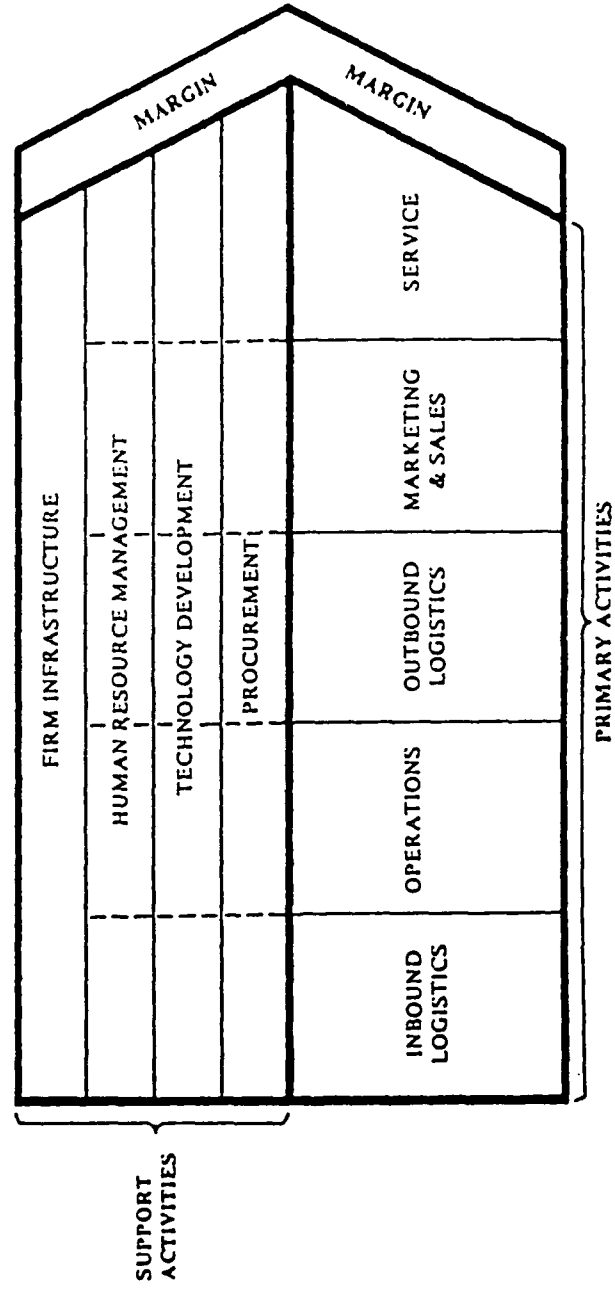 FIRM INFRASTRUCTURE
HUMAN RESOURCE MANAGEMENT
TECHNOLOGY DEVELOPMENT
PROCUREMENT
MARGIN
MARGIN
SUPPORT
ACTIVITIES
INBOUND
LOGISTICS
OPERATIONS
OUTBOUND
LOGISTICS
MARKETING
& SALES
SERVICE
PRIMARY ACTIVITIES